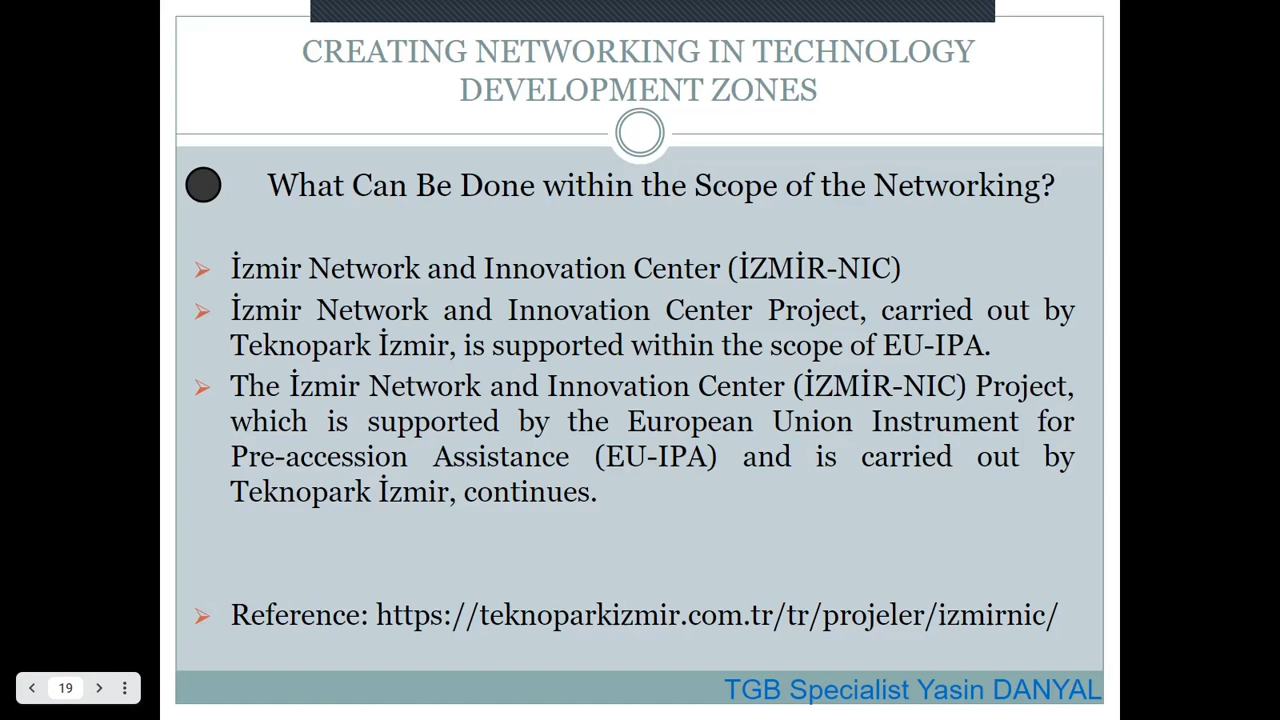 CREATING NETWORKING IN TECHNOLOGY
DEVELOPMENT ZONES
What Can Be Done within the Scope of the Networking?
İzmir Network and Innovation Center (İZMİR-NIC)
İzmir Network and Innovation Center Project, carried out by
Teknopark İzmir, is supported within the scope of EU-IPA.
The İzmir Network and Innovation Center (İZMİR-NIC) Project,
which is supported by the European Union Instrument for
Pre-accession Assistance (EU-IPA) and is carried out by
Teknopark İzmir, continues.
Reference: https://teknoparkizmir.com.tr/tr/projeler/izmirnic/
19
TGB Specialist Yasin DANYAL